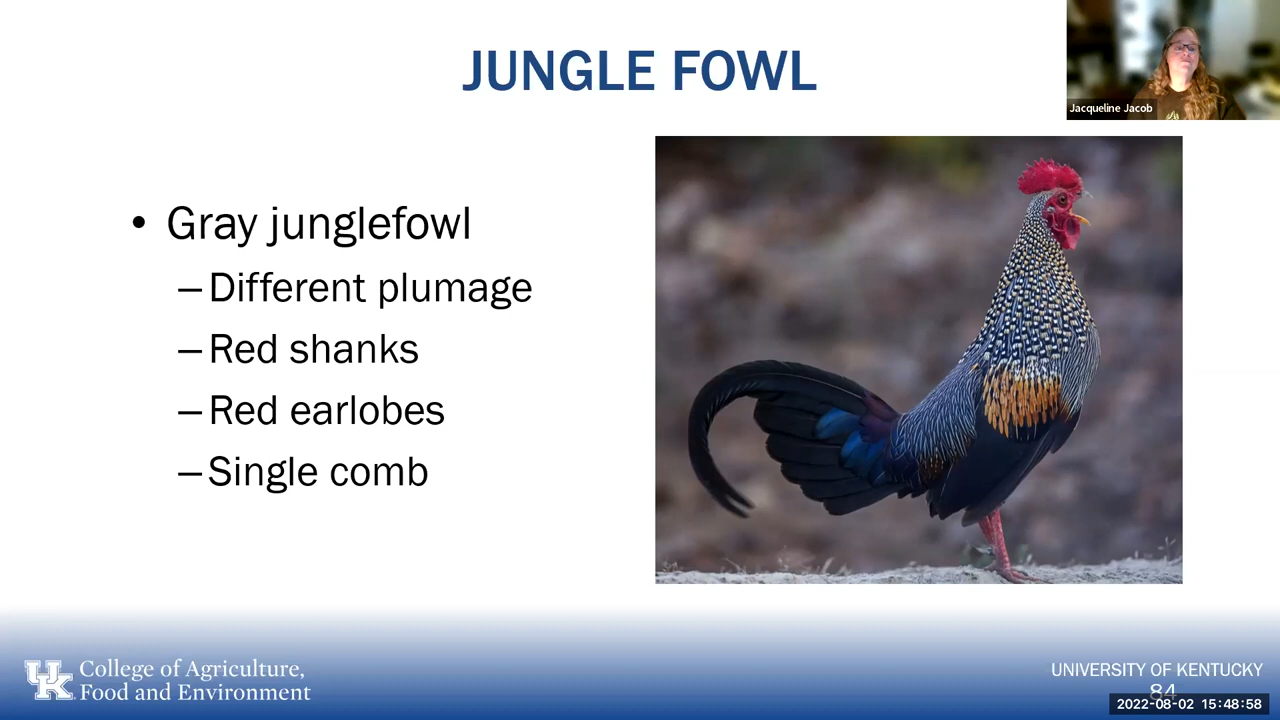 JUNGLE FOWL
Jacqueline Jacob
• Gray junglefowl
– Different plumage
– Red shanks
– Red earlobes
– Single comb
UK
College of Agriculture,
Food and Environment
UNIVERSITY OF KENTUCKY
84
2022-08-02 15:48:58